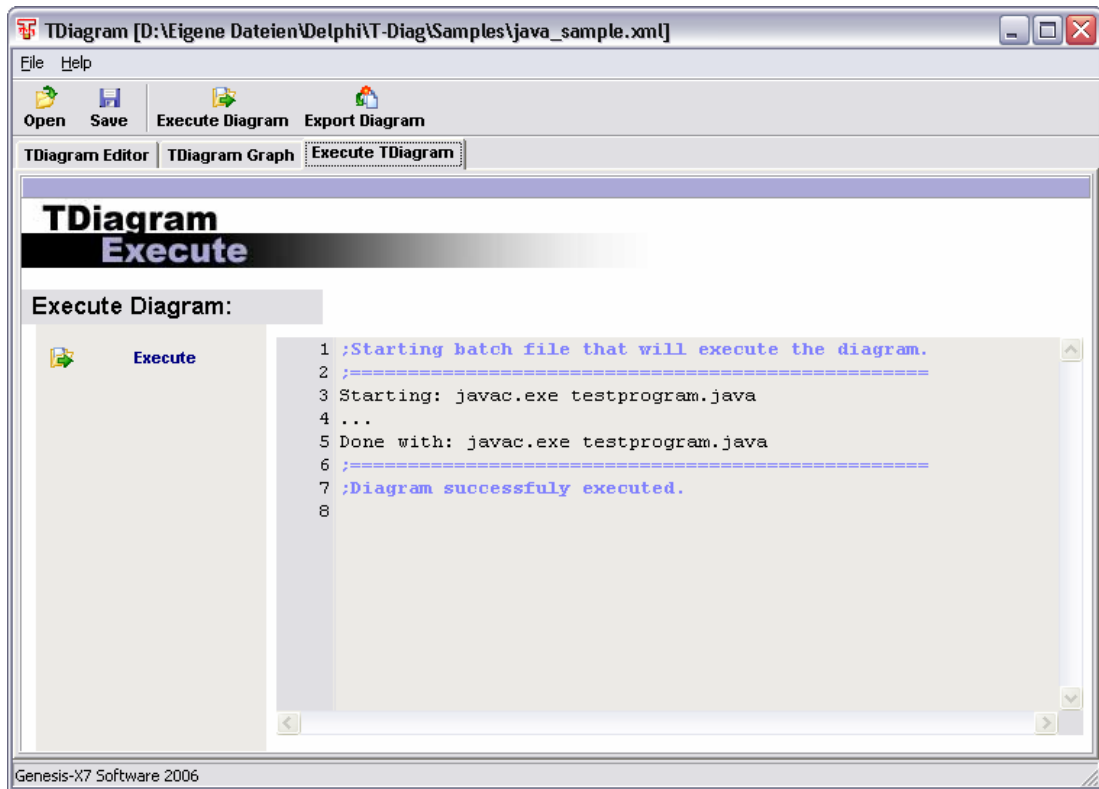 TDiagram [D:\Eigene Dateien\Delphi\T-Diag\Samples\java_sample.xml]
File Help
Open Save Execute Diagram Export Diagram
TDiagram Editor TDiagram Graph Execute TDiagram
TDiagram
Execute
Execute Diagram:
Execute
1 ;Starting batch file that will execute the diagram.
2 ;==================================================
3 Starting: javac.exe testprogram.java
4 ...
5 Done with: javac.exe testprogram.java
6 ;==================================================
7 ;Diagram successfuly executed.
8
Genesis-X7 Software 2006